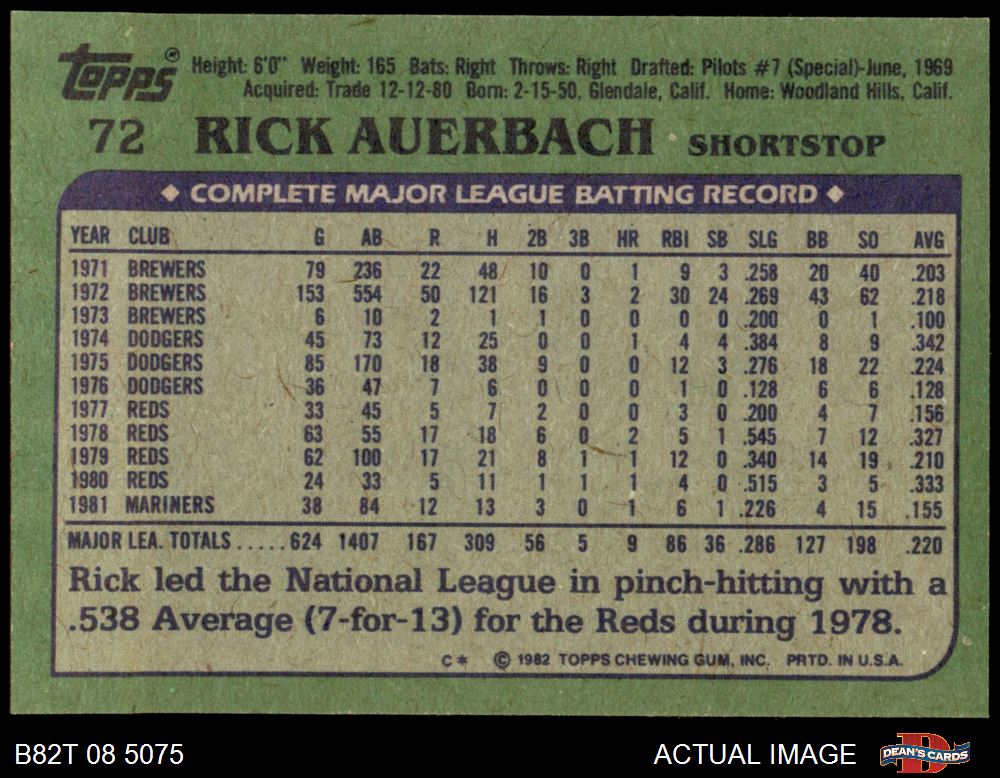 Topps® Height: 6'0" Weight: 165 Bats: Right Throws: Right Drafted: Pilots #7 (Special)-June, 1969
Acquired: Trade 12-12-80 Born: 2-15-50, Glendale, Calif. Home: Woodland Hills, Calif.
72 RICK AUERBACH SHORTSTOP
◆ COMPLETE MAJOR LEAGUE BATTING RECORD ◆
YEAR CLUB G AB R H 2B 3B HR RBI SB SLG BB SO AVG
1971 BREWERS 79 236 22 48 10 0 1 9 3 .258 20 40 .203
1972 BREWERS 153 554 50 121 16 3 2 30 24 .269 43 62 .218
1973 BREWERS 6 10 2 1 1 0 0 0 0 .200 0 1 .100
1974 DODGERS 45 73 12 25 0 0 1 4 4 .384 8 9 .342
1975 DODGERS 85 170 18 38 9 0 0 12 3 .276 18 22 .224
1976 DODGERS 36 47 7 6 0 0 0 1 0 .128 6 6 .128
1977 REDS 33 45 5 7 2 0 0 3 0 .200 4 7 .156
1978 REDS 63 55 17 18 6 0 2 5 1 .545 7 12 .327
1979 REDS 62 100 17 21 8 1 1 12 0 .340 14 19 .210
1980 REDS 24 33 5 11 1 1 1 4 0 .515 3 5 .333
1981 MARINERS 38 84 12 13 3 0 1 6 1 .226 4 15 .155
MAJOR LEA. TOTALS.....624 1407 167 309 56 5 9 86 36 .286 127 198 .220
Rick led the National League in pinch-hitting with a
.538 Average (7-for-13) for the Reds during 1978.
C* © 1982 TOPPS CHEWING GUM, INC. PRTD. IN U.S.A.
B82T 08 5075 ACTUAL IMAGE DEAN'S CARDS